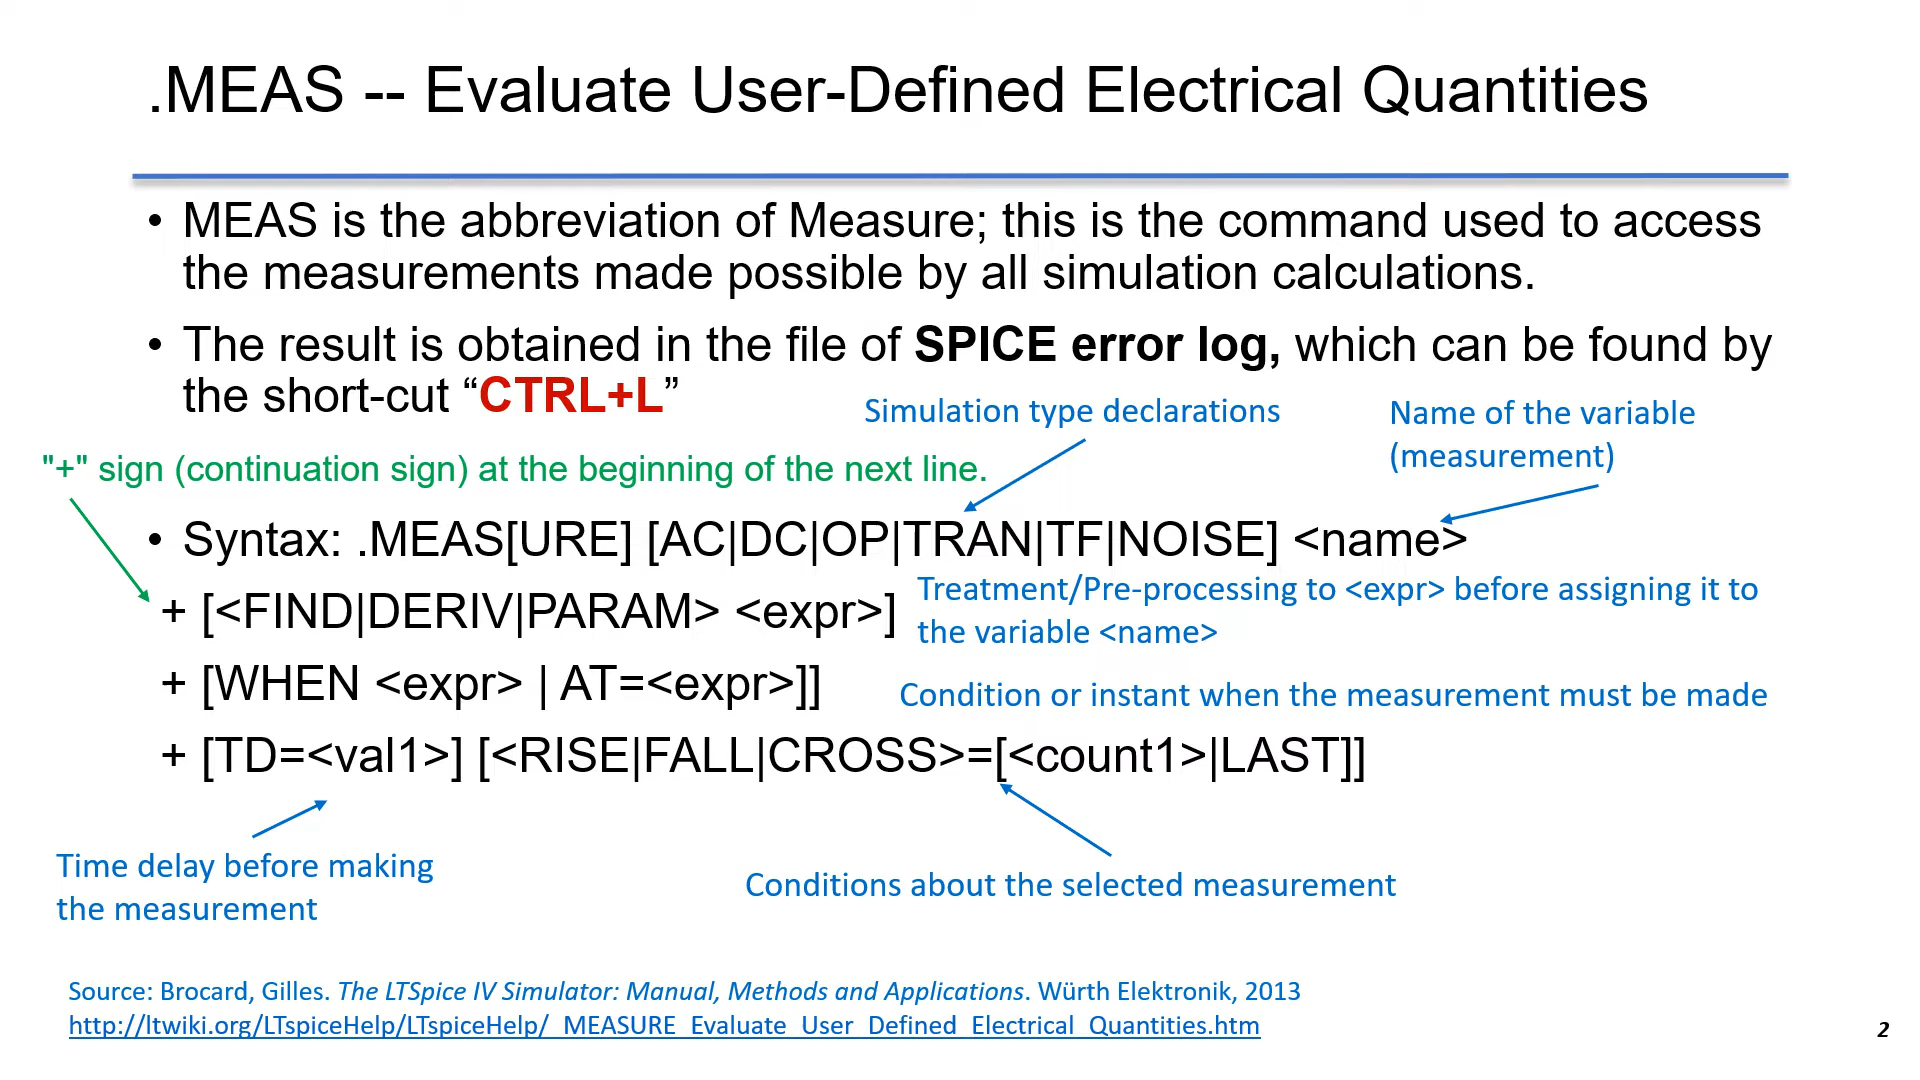 .MEAS -- Evaluate User-Defined Electrical Quantities
• MEAS is the abbreviation of Measure; this is the command used to access
the measurements made possible by all simulation calculations.
• The result is obtained in the file of SPICE error log, which can be found by
the short-cut “CTRL+L”
Simulation type declarations
Name of the variable
(measurement)
"+" sign (continuation sign) at the beginning of the next line.
• Syntax: .MEAS[URE] [AC|DC|OP|TRAN|TF|NOISE] <name>
+ [<FIND|DERIV|PARAM> <expr>]
Treatment/Pre-processing to <expr> before assigning it to
the variable <name>
+ [WHEN <expr> | AT=<expr>]]
Condition or instant when the measurement must be made
+ [TD=<val1>] [<RISE|FALL|CROSS>=[<count1>|LAST]]
Time delay before making
the measurement
Conditions about the selected measurement
Source: Brocard, Gilles. The LTSpice IV Simulator: Manual, Methods and Applications. Würth Elektronik, 2013
http://ltwiki.org/LTspiceHelp/LTspiceHelp/_MEASURE_Evaluate_User_Defined_Electrical_Quantities.htm
2